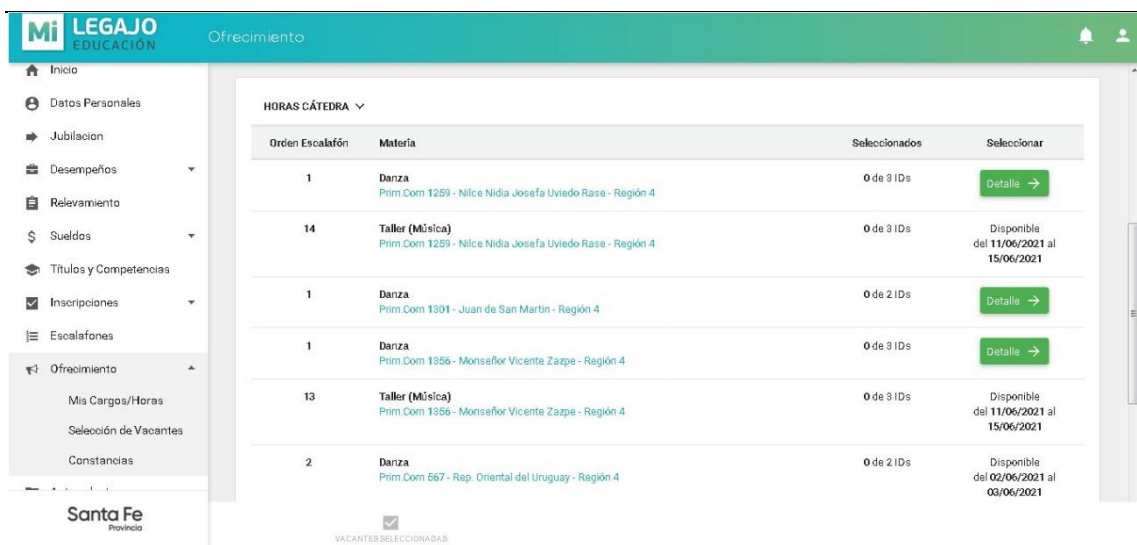 Mi LEGAJO
EDUCACIÓN
Ofrecimiento
Inicio
Datos Personales
Jubilacion
Desempeños
Relevamiento
Sueldos
Títulos y Competencias
Inscripciones
Escalafones
Ofrecimiento
Mis Cargos/Horas
Selección de Vacantes
Constancias
Santa Fe
Provincia
HORAS CÁTEDRA
Orden Escalafón Materia Seleccionados Seleccionar
1 Danza 0 de 3 IDs Detalle →
Prim.Com 1259 - Nilce Nidia Josefa Uviedo Rase - Región 4
14 Taller (Música) 0 de 3 IDs Disponible
Prim.Com 1259 - Nilce Nidia Josefa Uviedo Rase - Región 4 del 11/06/2021 al
15/06/2021
1 Danza 0 de 2 IDs Detalle →
Prim.Com 1301 - Juan de San Martin - Región 4
1 Danza 0 de 3 IDs Detalle →
Prim.Com 1356 - Monseñor Vicente Zazpe - Región 4
13 Taller (Música) 0 de 3 IDs Disponible
Prim.Com 1356 - Monseñor Vicente Zazpe - Región 4 del 11/06/2021 al
15/06/2021
2 Danza 0 de 2 IDs Disponible
Prim.Com 567 - Rep. Oriental del Uruguay - Región 4 del 02/06/2021 al
03/06/2021
VACANTES SELECCIONADAS